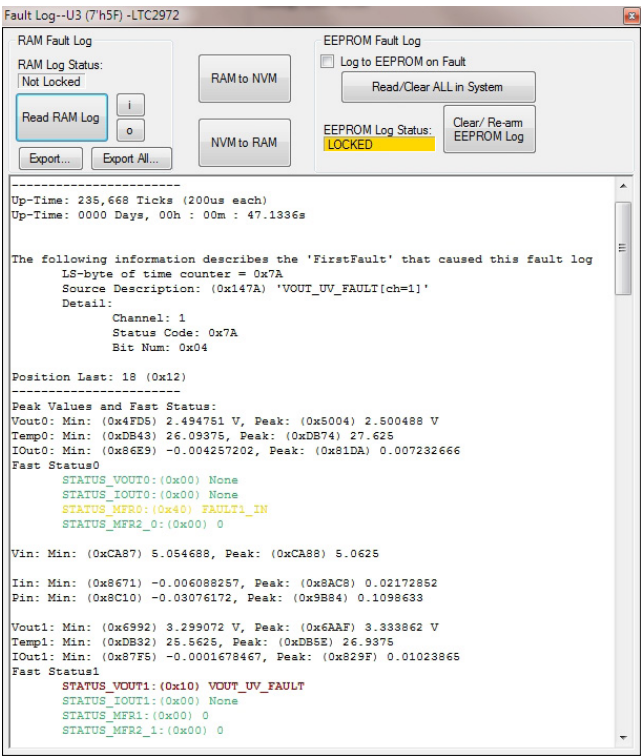 Fault Log--U3 (7'h5F) -LTC2972
RAM Fault Log
RAM Log Status:
Not Locked
Read RAM Log
i
o
Export...
Export All...
RAM to NVM
NVM to RAM
EEPROM Fault Log
Log to EEPROM on Fault
Read/Clear ALL in System
EEPROM Log Status:
LOCKED
Clear/ Re-arm
EEPROM Log
------------------------
Up-Time: 235,668 Ticks (200us each)
Up-Time: 0000 Days, 00h : 00m : 47.1336s
The following information describes the 'FirstFault' that caused this fault log
LS-byte of time counter = 0x7A
Source Description: (0x147A) 'VOUT_UV_FAULT[ch=1]'
Detail:
Channel: 1
Status Code: 0x7A
Bit Num: 0x04
Position Last: 18 (0x12)
------------------------
Peak Values and Fast Status:
Vout0: Min: (0x4FD5) 2.494751 V, Peak: (0x5004) 2.500488 V
Temp0: Min: (0xDB43) 26.09375, Peak: (0xDB74) 27.625
IOut0: Min: (0x86E9) -0.004257202, Peak: (0x81DA) 0.007232666
Fast Status0
STATUS_VOUT0:(0x00) None
STATUS_IOUT0:(0x00) None
STATUS_MFR0:(0x40) FAULT1_IN
STATUS_MFR2_0:(0x00) 0
Vin: Min: (0xCA87) 5.054688, Peak: (0xCA88) 5.0625
Iin: Min: (0x8671) -0.006088257, Peak: (0x8AC8) 0.02172852
Pin: Min: (0x8C10) -0.03076172, Peak: (0x9B84) 0.1098633
Vout1: Min: (0x6992) 3.299072 V, Peak: (0x6AAF) 3.333862 V
Temp1: Min: (0xDB32) 25.5625, Peak: (0xDB5E) 26.9375
IOut1: Min: (0x87F5) -0.0001678467, Peak: (0x829F) 0.01023865
Fast Status1
STATUS_VOUT1:(0x10) VOUT_UV_FAULT
STATUS_IOUT1:(0x00) None
STATUS_MFR1:(0x00) 0
STATUS_MFR2_1:(0x00) 0